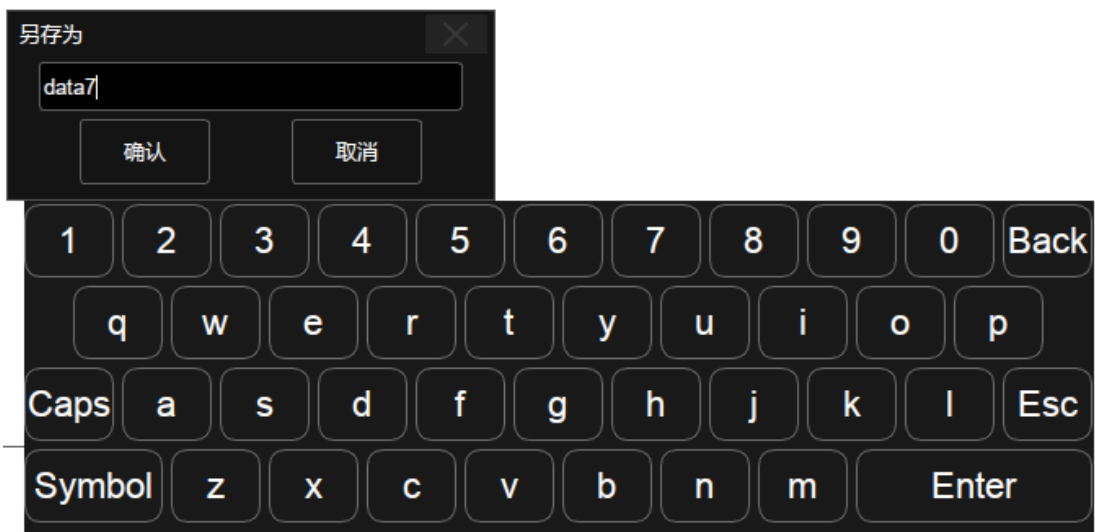 另存为
data7
确认 取消
1 2 3 4 5 6 7 8 9 0 Back
q w e r t y u i o p
Caps a s d f g h j k l Esc
Symbol z x c v b n m Enter